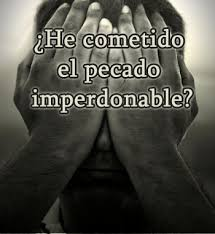 ¿He cometido
el pecado
imperdonable?